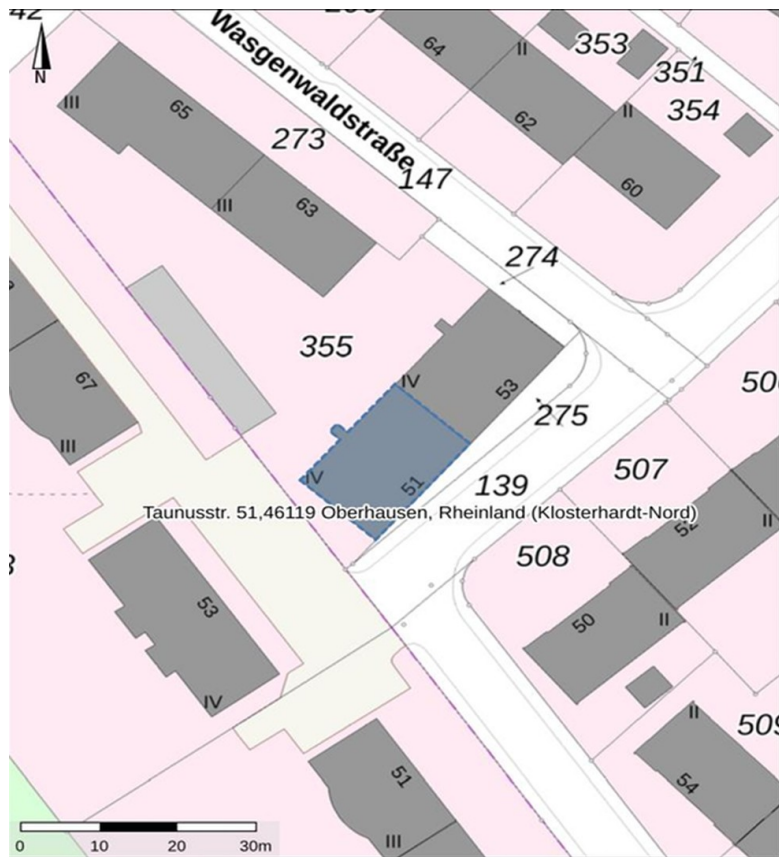 N
III
65
273
III
63
Wasgenwaldstraße
147
64
II
353
351
354
62
II
60
274
355
IV
53
275
IV
51
139
507
67
III
Taunusstr. 51,46119 Oberhausen, Rheinland (Klosterhardt-Nord)
52
II
508
50
II
53
IV
II
54
51
III
0 10 20 30m